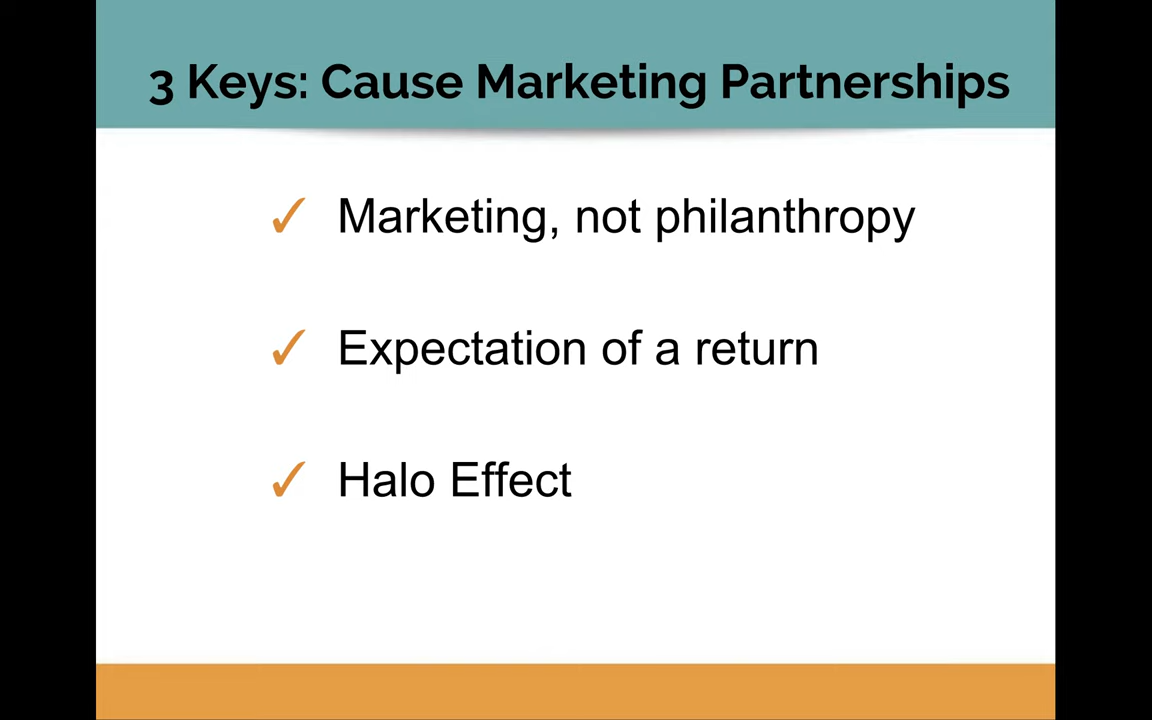 3 Keys: Cause Marketing Partnerships
✓ Marketing, not philanthropy
✓ Expectation of a return
✓ Halo Effect